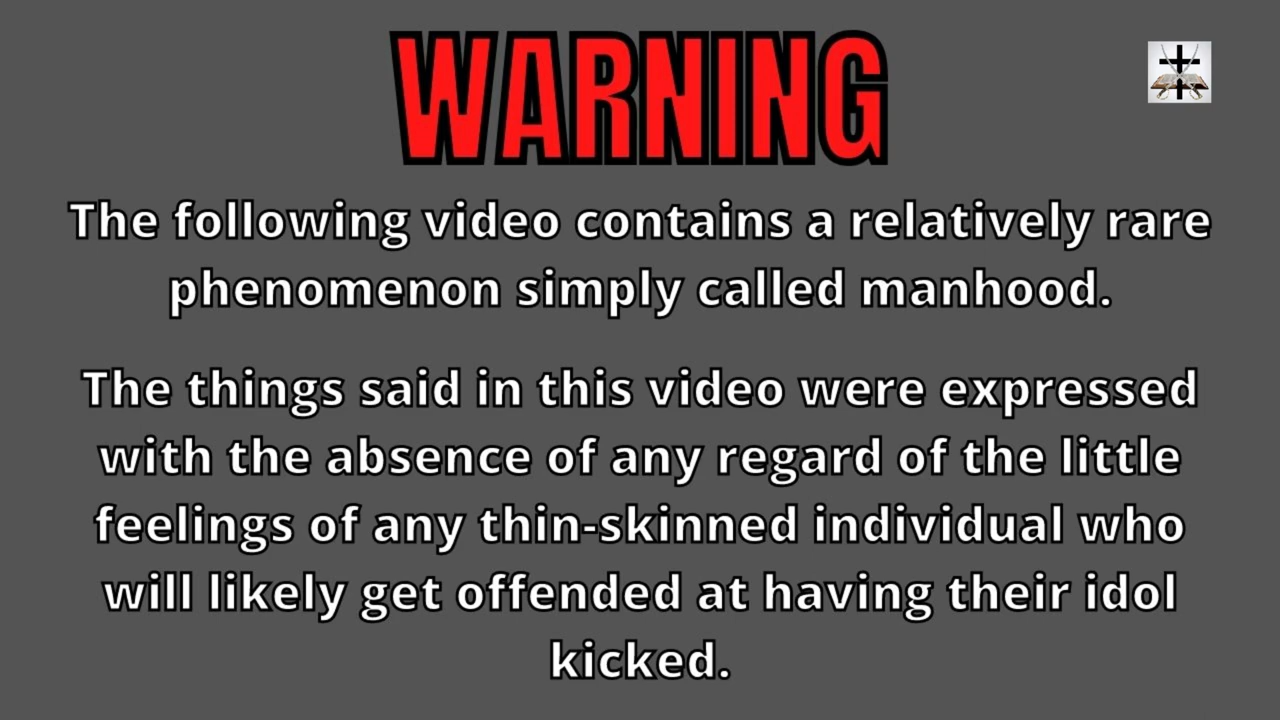 WARNING
The following video contains a relatively rare
phenomenon simply called manhood.
The things said in this video were expressed
with the absence of any regard of the little
feelings of any thin-skinned individual who
will likely get offended at having their idol
kicked.